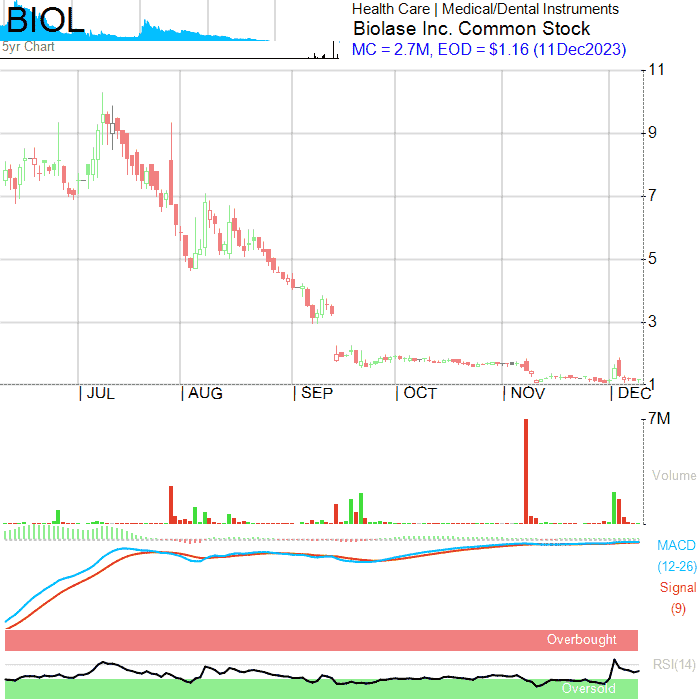 BIOL
5yr Chart
Health Care | Medical/Dental Instruments
Biolase Inc. Common Stock
MC = 2.7M, EOD = $1.16 (11Dec2023)
11
9
7
5
3
1
|JUL |AUG |SEP |OCT |NOV |DEC
7M
Volume
MACD
(12-26)
Signal
(9)
Overbought
RSI(14)
Oversold